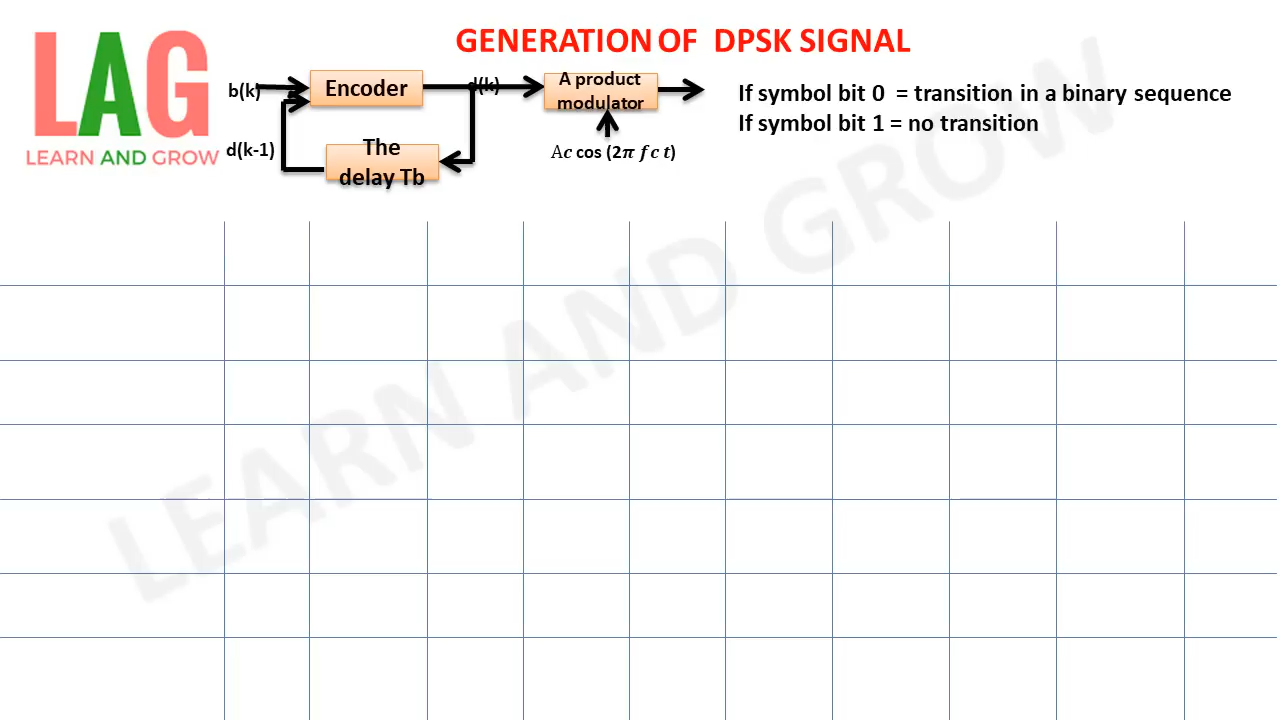 GENERATION OF DPSK SIGNAL
LAG
LEARN AND GROW
b(k)
Encoder
d(k)
A product
modulator
If symbol bit 0 = transition in a binary sequence
If symbol bit 1 = no transition
d(k-1)
The
delay Tb
Ac cos (2π f c t)
LEARN AND GROW